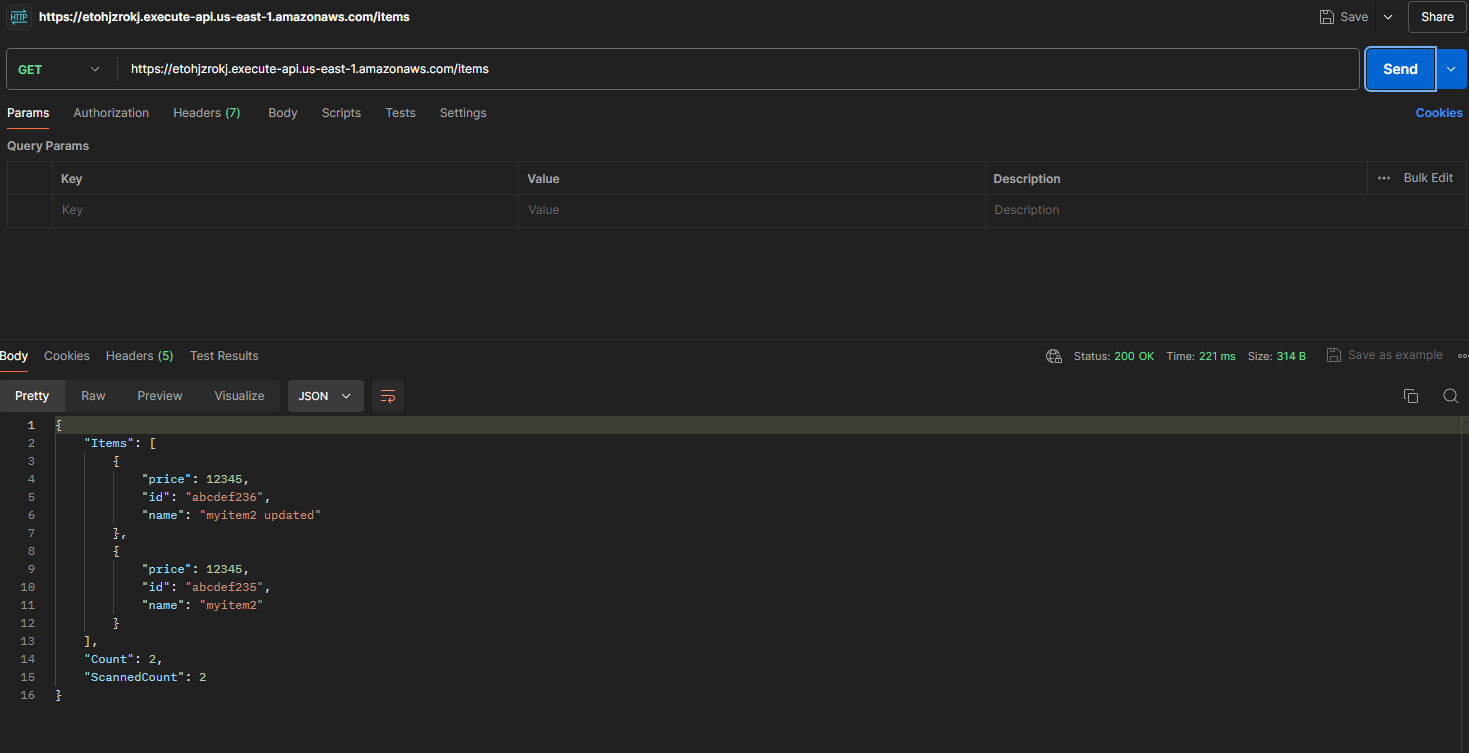 HTTP https://etohjzrokj.execute-api.us-east-1.amazonaws.com/items Save Share
GET https://etohjzrokj.execute-api.us-east-1.amazonaws.com/items Send
Params Authorization Headers (7) Body Scripts Tests Settings Cookies
Query Params
Key Value Description ••• Bulk Edit
Key Value Description
Body Cookies Headers (5) Test Results Status: 200 OK Time: 221 ms Size: 314 B Save as example
Pretty Raw Preview Visualize JSON
1 {
2 "Items": [
3 {
4 "price": 12345,
5 "id": "abcdef236",
6 "name": "myitem2 updated"
7 },
8 {
9 "price": 12345,
10 "id": "abcdef235",
11 "name": "myitem2"
12 }
13 ],
14 "Count": 2,
15 "ScannedCount": 2
16 }